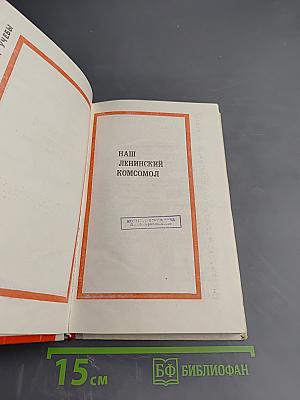 УЧЕБЫ
НАШ
ЛЕНИНСКИЙ
КОМСОМОЛ
15 см
БФ БИБЛИОФАН